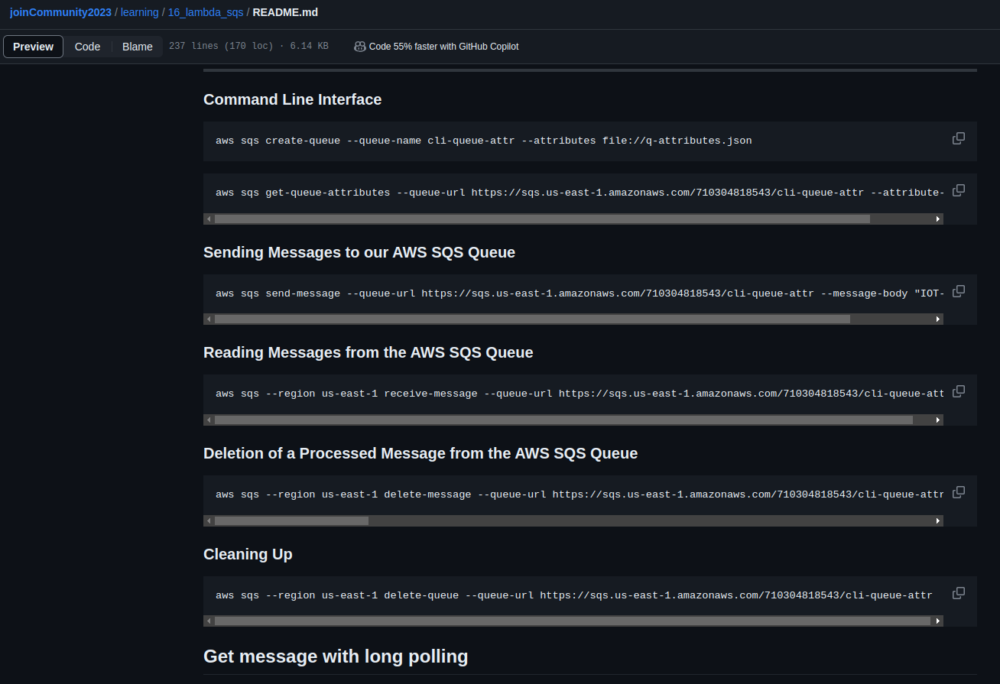 joinCommunity2023 / learning / 16_lambda_sqs / README.md
Preview Code Blame 237 lines (170 loc) · 6.14 KB Code 55% faster with GitHub Copilot
Command Line Interface
aws sqs create-queue --queue-name cli-queue-attr --attributes file://q-attributes.json
aws sqs get-queue-attributes --queue-url https://sqs.us-east-1.amazonaws.com/710304818543/cli-queue-attr --attribute-
Sending Messages to our AWS SQS Queue
aws sqs send-message --queue-url https://sqs.us-east-1.amazonaws.com/710304818543/cli-queue-attr --message-body "IOT-
Reading Messages from the AWS SQS Queue
aws sqs --region us-east-1 receive-message --queue-url https://sqs.us-east-1.amazonaws.com/710304818543/cli-queue-att
Deletion of a Processed Message from the AWS SQS Queue
aws sqs --region us-east-1 delete-message --queue-url https://sqs.us-east-1.amazonaws.com/710304818543/cli-queue-attr
Cleaning Up
aws sqs --region us-east-1 delete-queue --queue-url https://sqs.us-east-1.amazonaws.com/710304818543/cli-queue-attr
Get message with long polling